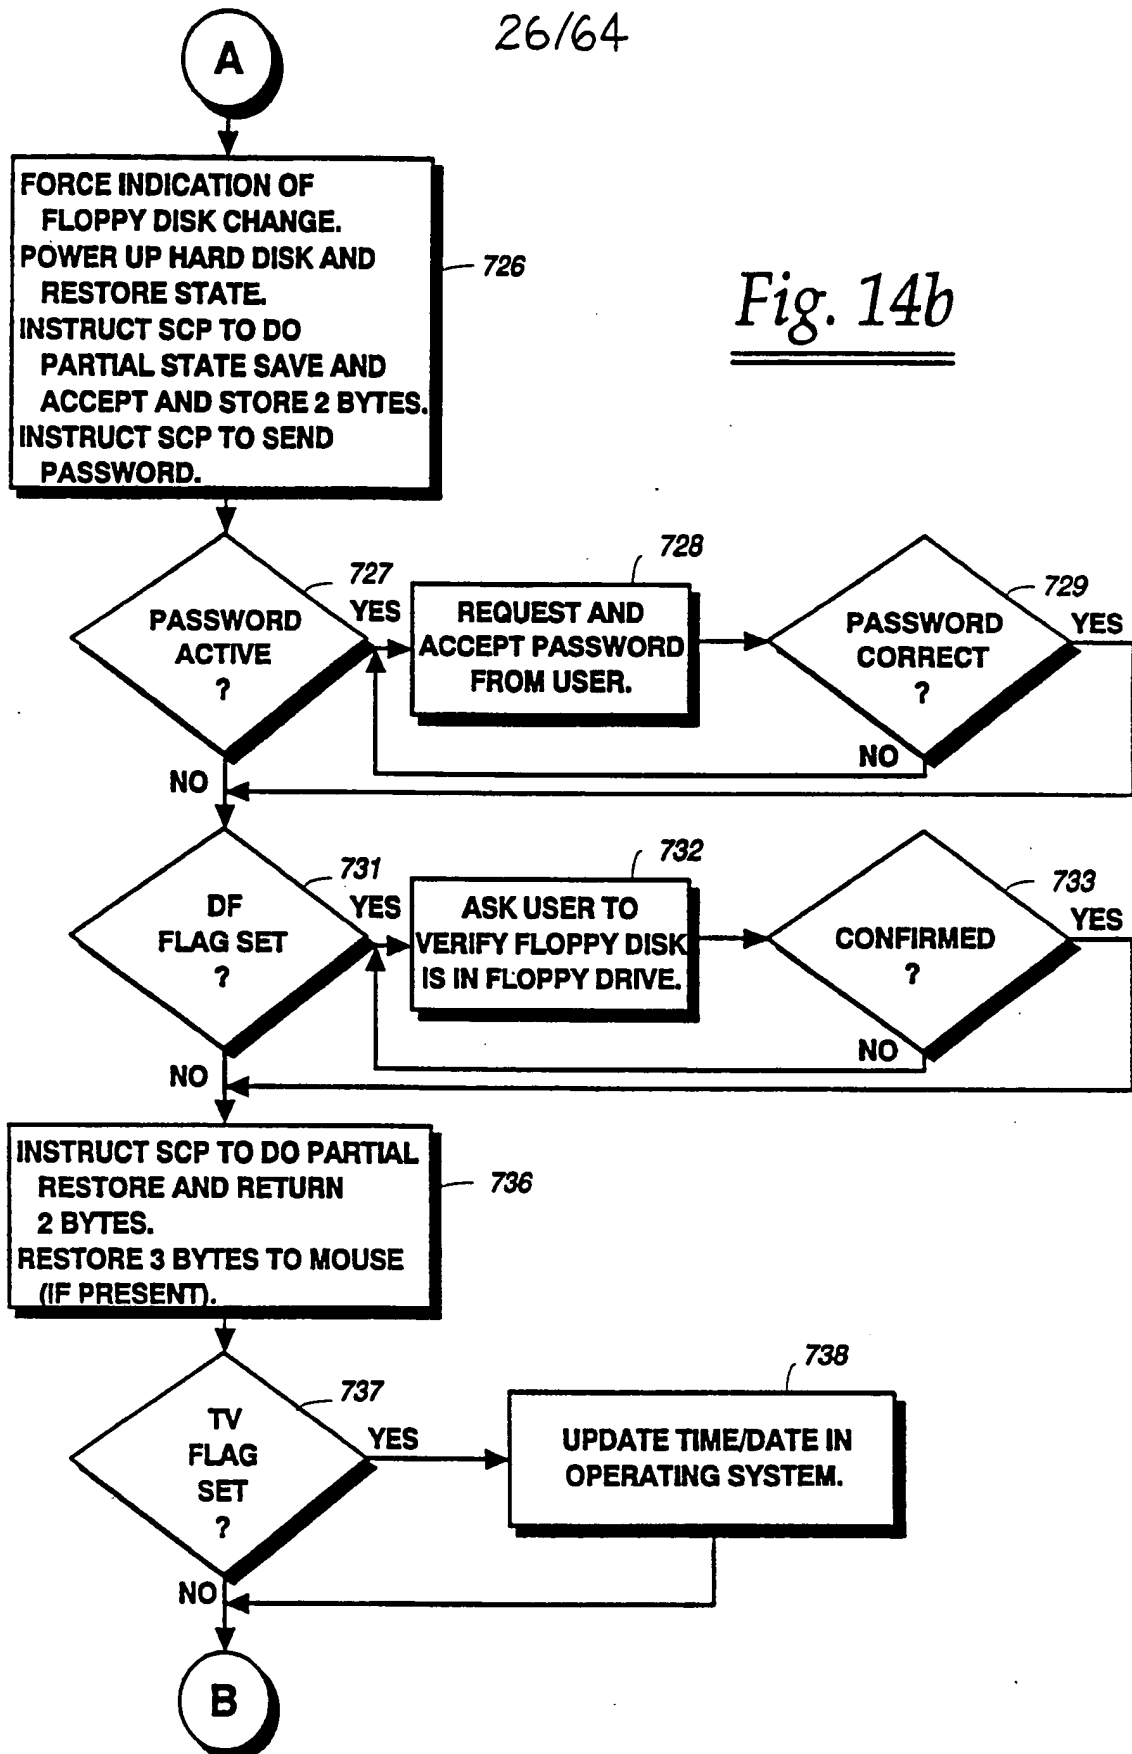 26/64
A
FORCE INDICATION OF
FLOPPY DISK CHANGE.
POWER UP HARD DISK AND
RESTORE STATE.
INSTRUCT SCP TO DO
PARTIAL STATE SAVE AND
ACCEPT AND STORE 2 BYTES.
INSTRUCT SCP TO SEND
PASSWORD.
726
Fig. 14b
PASSWORD
ACTIVE
?
727
YES
NO
REQUEST AND
ACCEPT PASSWORD
FROM USER.
728
PASSWORD
CORRECT
?
729
YES
NO
DF
FLAG SET
?
731
YES
NO
ASK USER TO
VERIFY FLOPPY DISK
IS IN FLOPPY DRIVE.
732
CONFIRMED
?
733
YES
NO
INSTRUCT SCP TO DO PARTIAL
RESTORE AND RETURN
2 BYTES.
RESTORE 3 BYTES TO MOUSE
(IF PRESENT).
736
TV
FLAG
SET
?
737
YES
NO
UPDATE TIME/DATE IN
OPERATING SYSTEM.
738
B